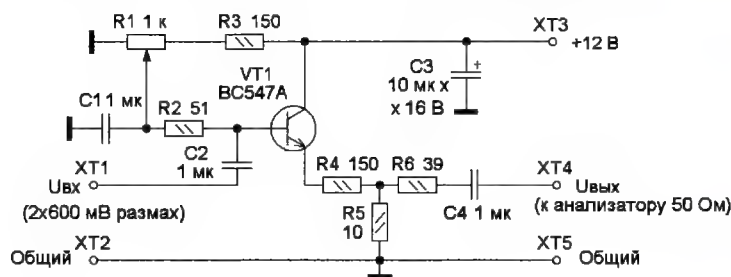 R1 1 к
R3 150
XT3
+12 В
VT1
BC547A
C3
10 мк х
х 16 В
C1 1 мк
R2 51
C2
1 мк
XT1
Uвх
(2х600 мВ размах)
R4 150
R6 39
XT4
Uвых
(к анализатору 50 Ом)
C4 1 мк
R5
10
XT2
Общий
XT5
Общий